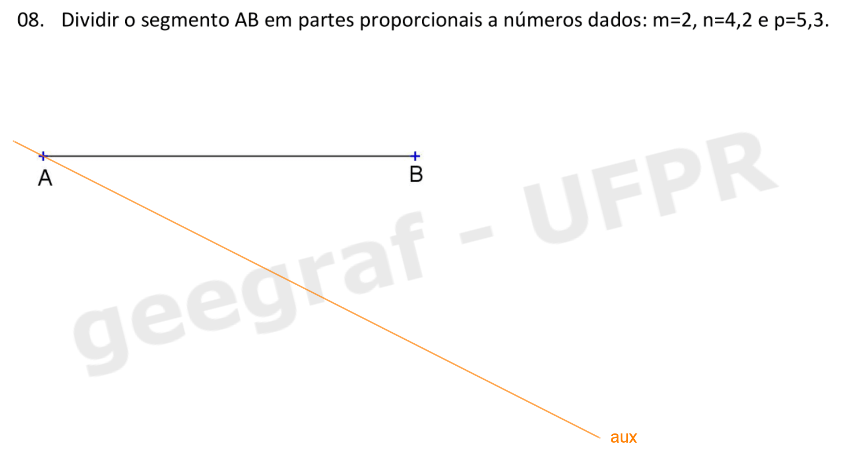 08. Dividir o segmento AB em partes proporcionais a números dados: m=2, n=4,2 e p=5,3.
A
B
geegraf - UFPR
aux